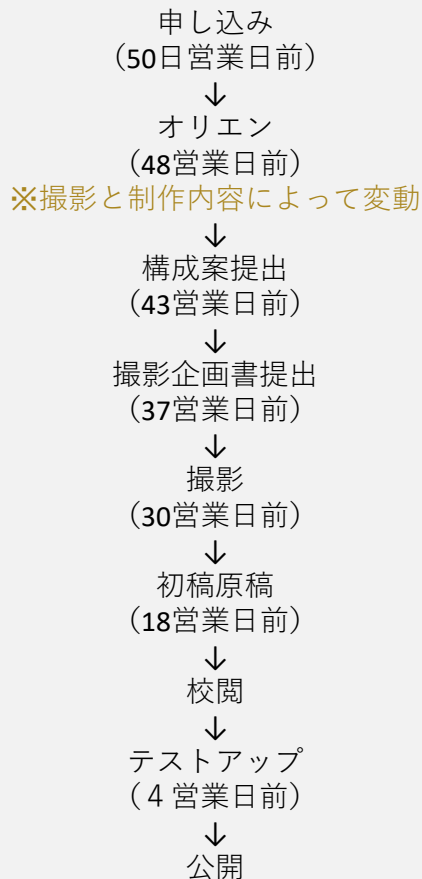 申し込み
（50日営業日前）
↓
オリエン
（48営業日前）
※撮影と制作内容によって変動
↓
構成案提出
（43営業日前）
↓
撮影企画書提出
（37営業日前）
↓
撮影
（30営業日前）
↓
初稿原稿
（18営業日前）
↓
校閲
↓
テストアップ
（４営業日前）
↓
公開